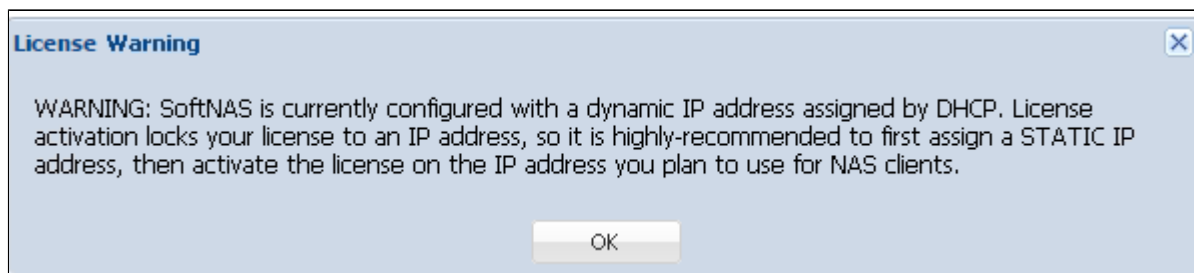 License Warning
WARNING: SoftNAS is currently configured with a dynamic IP address assigned by DHCP. License
activation locks your license to an IP address, so it is highly-recommended to first assign a STATIC IP
address, then activate the license on the IP address you plan to use for NAS clients.
OK